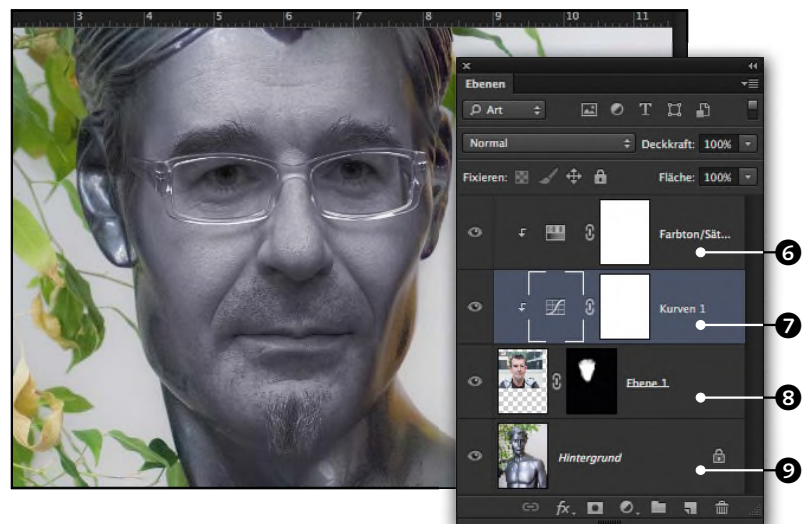 3 4 5 6 7 8 9 10 11
Ebenen
Art T
Normal Deckkraft: 100%
Fixieren: Fläche: 100%
Farbton/Sät...
6
Kurven 1
7
Ebene 1
8
Hintergrund
9
fx